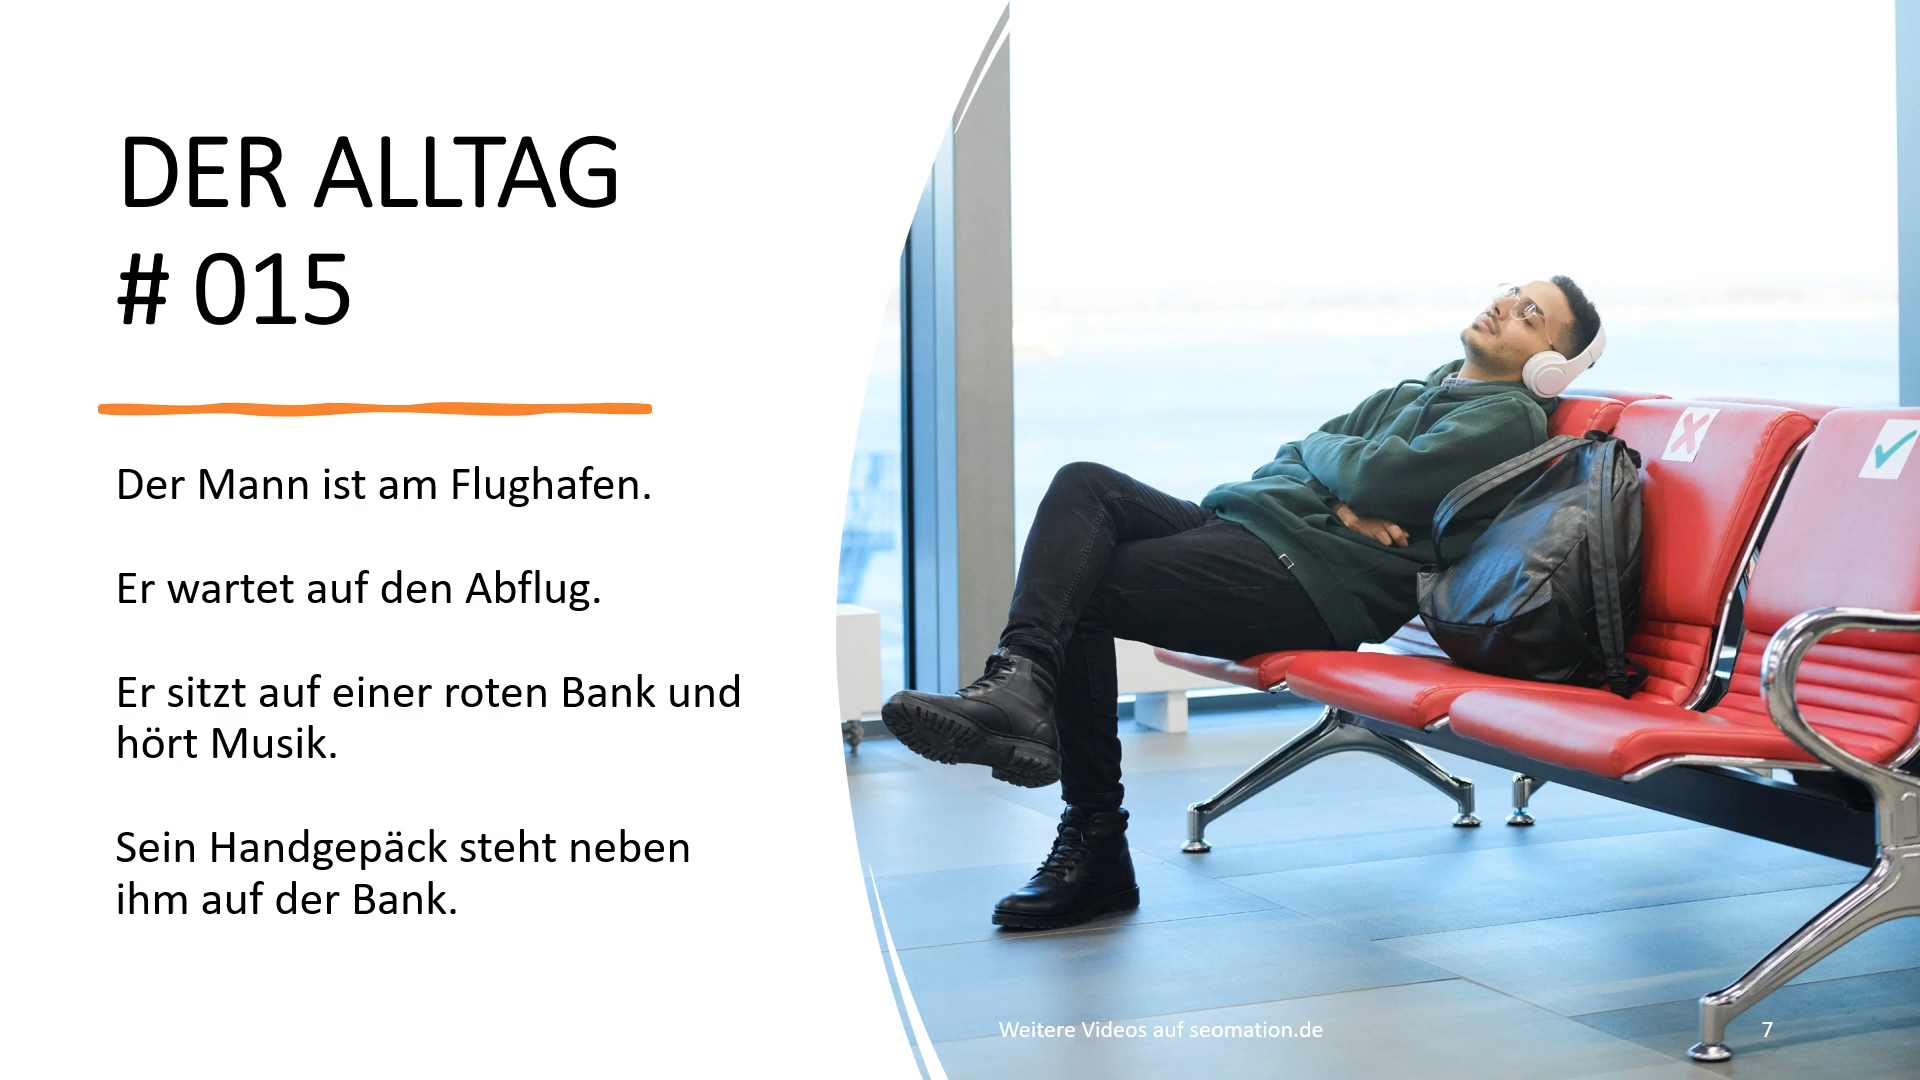 DER ALLTAG
# 015
Der Mann ist am Flughafen.
Er wartet auf den Abflug.
Er sitzt auf einer roten Bank und
hört Musik.
Sein Handgepäck steht neben
ihm auf der Bank.
Weitere Videos auf seomation.de
7